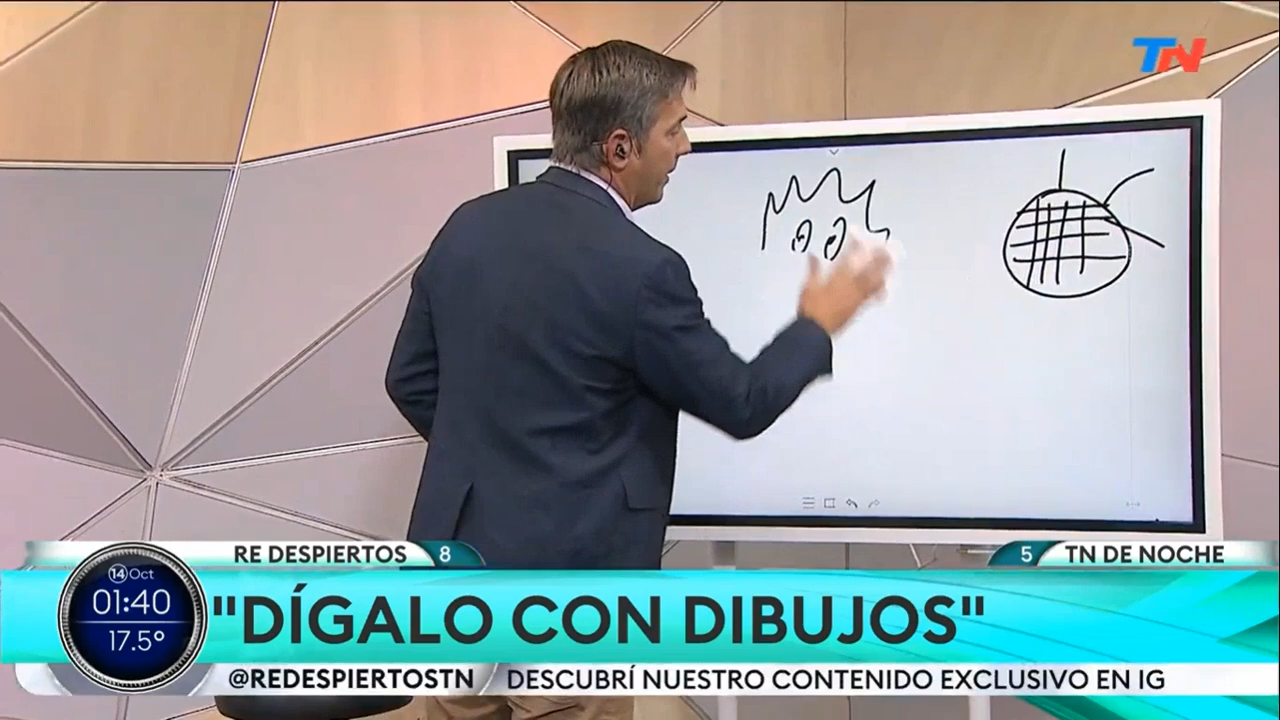 TN
RE DESPIERTOS 8
5 TN DE NOCHE
14 Oct
01:40
17.5°
"DÍGALO CON DIBUJOS"
@REDESPIERTOSTN
DESCUBRÍ NUESTRO CONTENIDO EXCLUSIVO EN IG